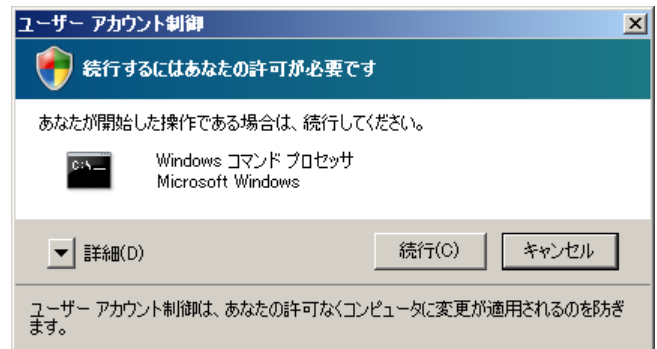 ユーザー アカウント制御
続行するにはあなたの許可が必要です
あなたが開始した操作である場合は、続行してください。
C:\_
Windows コマンド プロセッサ
Microsoft Windows
詳細(D)
続行(C)
キャンセル
ユーザー アカウント制御は、あなたの許可なくコンピュータに変更が適用されるのを防ぎ
ます。